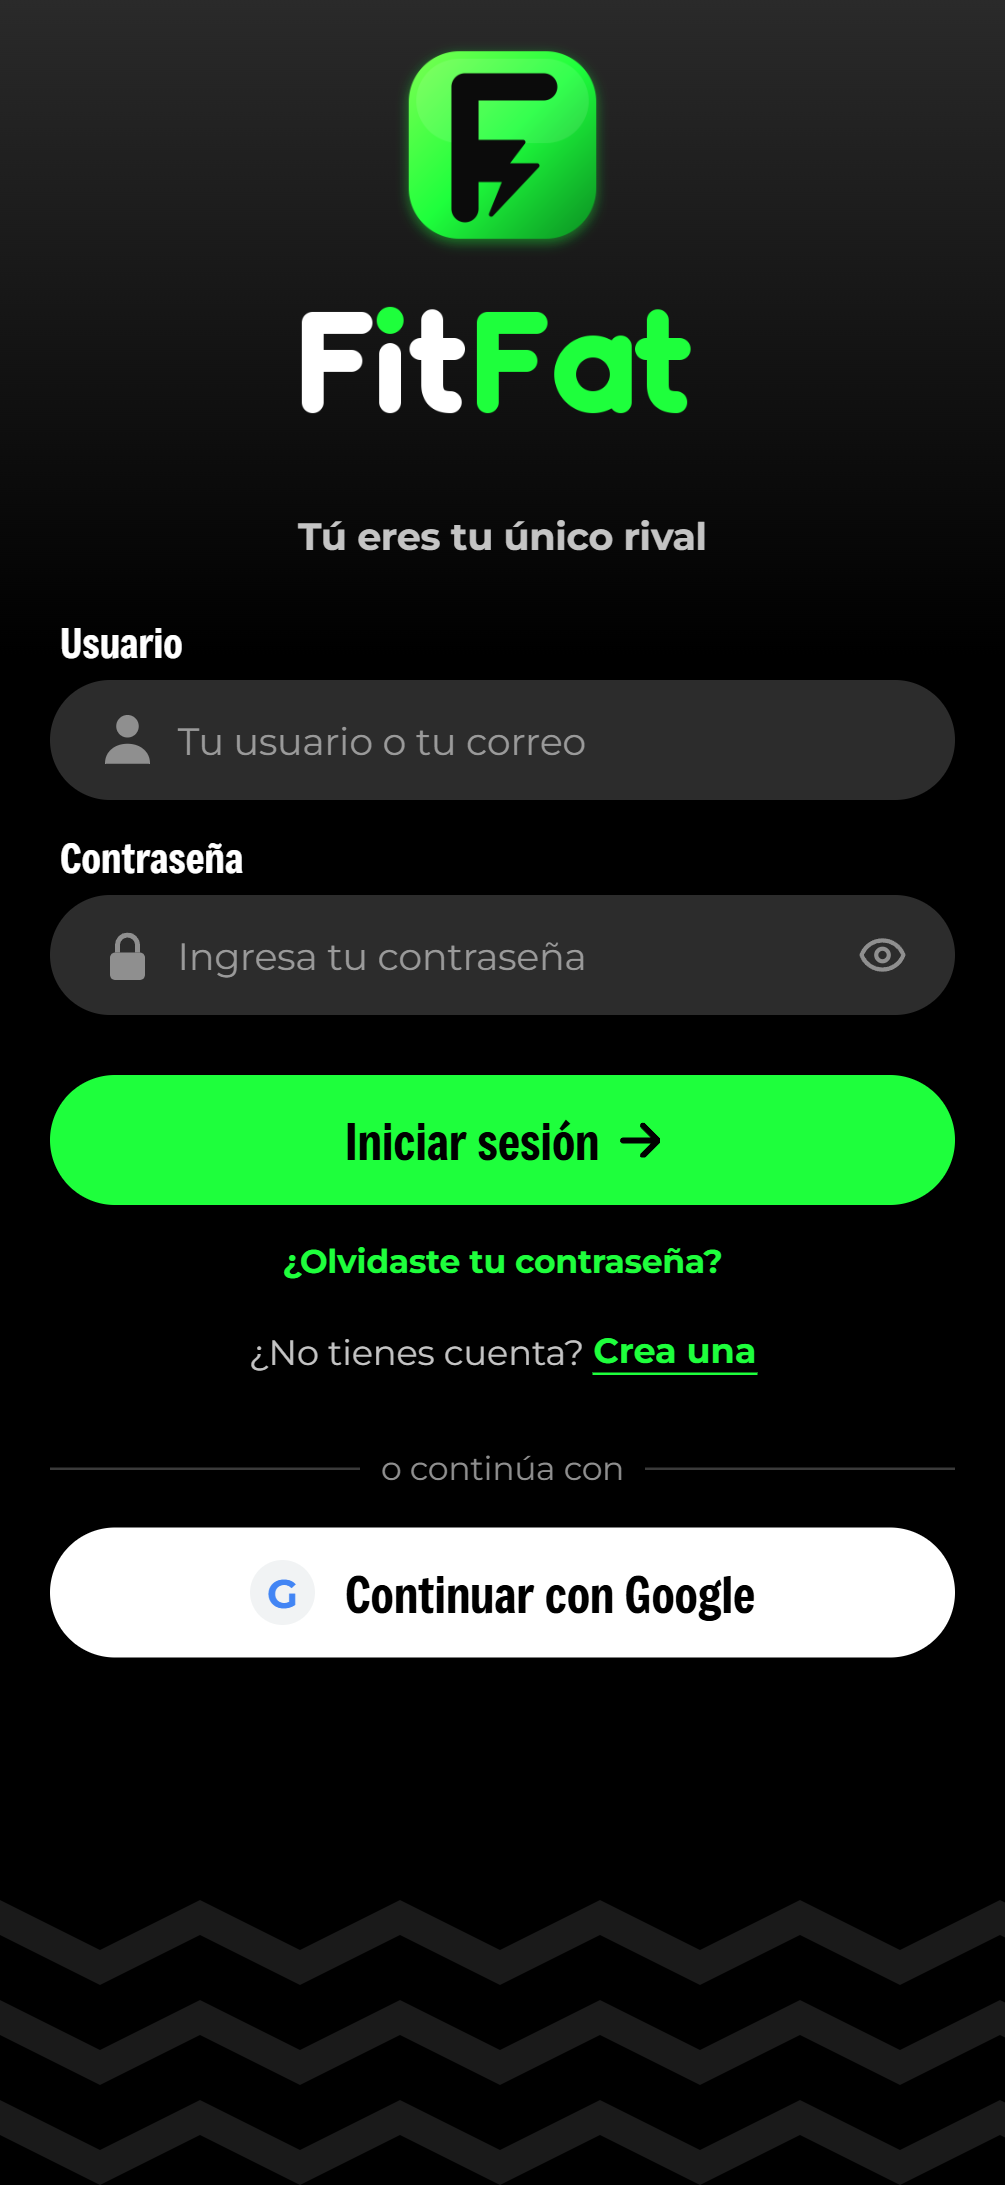 F
FitFat
Tú eres tu único rival
Usuario
Tu usuario o tu correo
Contraseña
Ingresa tu contraseña
Iniciar sesión
¿Olvidaste tu contraseña?
¿No tienes cuenta? Crea una
o continúa con
G Continuar con Google